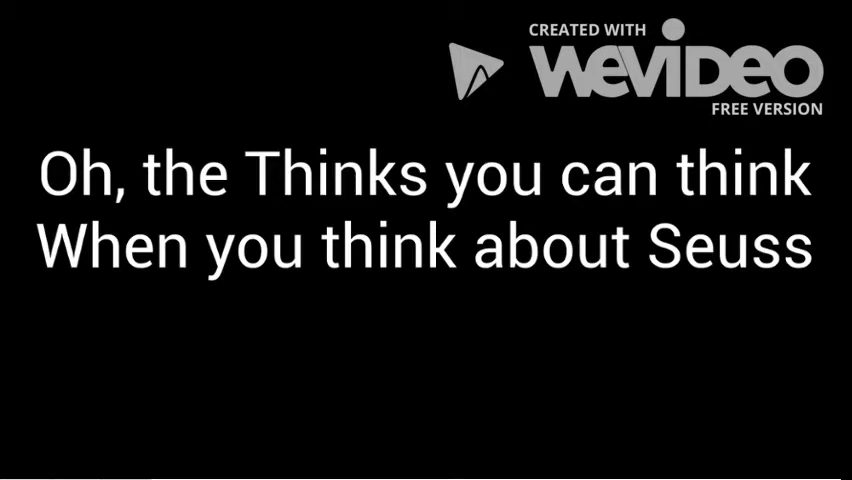 CREATED WITH
WEVIDEO
FREE VERSION
Oh, the Thinks you can think
When you think about Seuss